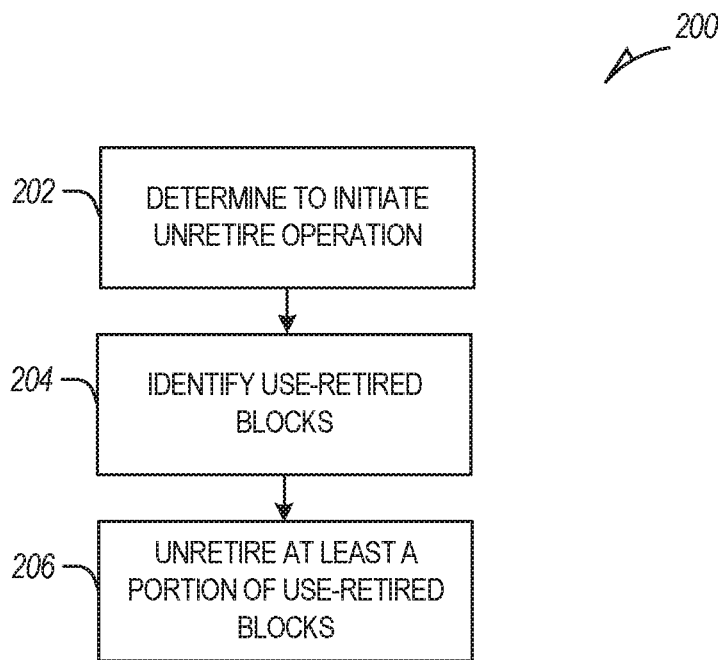 200
202
DETERMINE TO INITIATE
UNRETIRE OPERATION
204
IDENTIFY USE-RETIRED
BLOCKS
206
UNRETIRE AT LEAST A
PORTION OF USE-RETIRED
BLOCKS